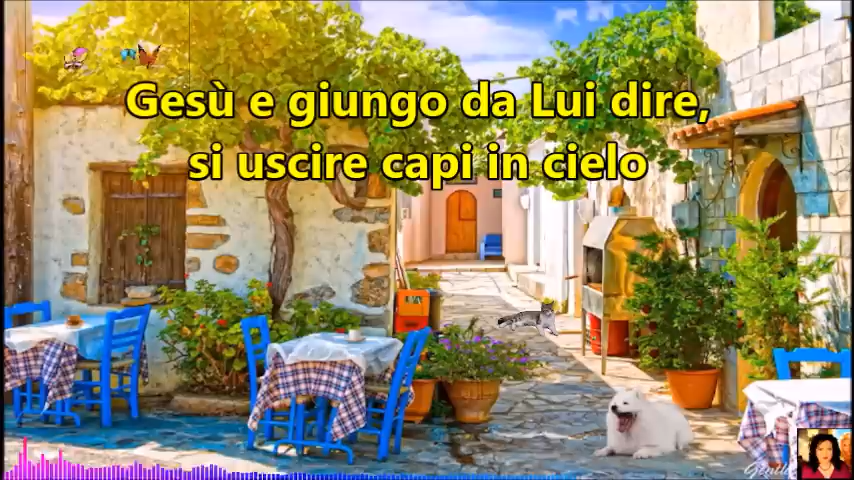 Gesù e giungo da Lui dire,
si uscire capi in cielo